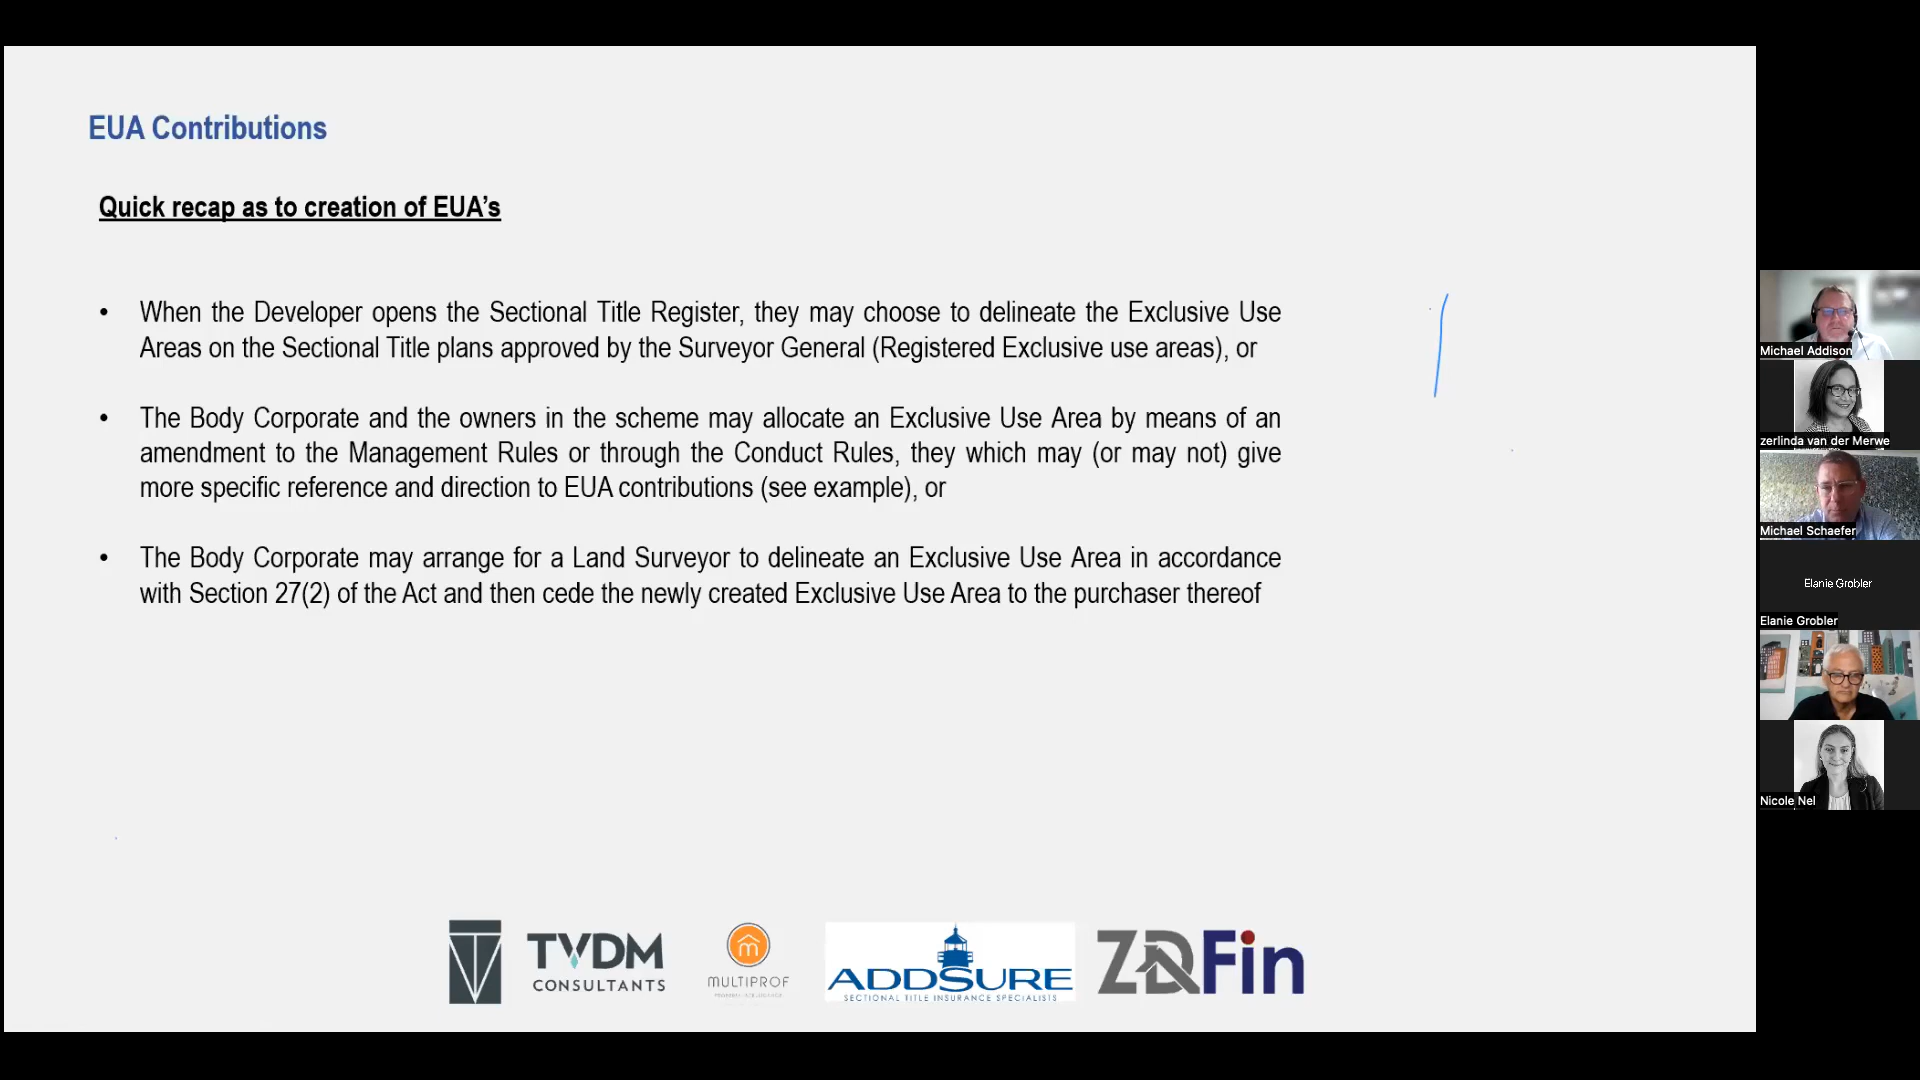 EUA Contributions
Quick recap as to creation of EUA's
• When the Developer opens the Sectional Title Register, they may choose to delineate the Exclusive Use
Areas on the Sectional Title plans approved by the Surveyor General (Registered Exclusive use areas), or
• The Body Corporate and the owners in the scheme may allocate an Exclusive Use Area by means of an
amendment to the Management Rules or through the Conduct Rules, they which may (or may not) give
more specific reference and direction to EUA contributions (see example), or
• The Body Corporate may arrange for a Land Surveyor to delineate an Exclusive Use Area in accordance
with Section 27(2) of the Act and then cede the newly created Exclusive Use Area to the purchaser thereof
TVDM
CONSULTANTS
MULTIPROF
ADDSURE
SECTIONAL TITLE INSURANCE SPECIALISTS
ZDFin
Michael Addison
zerlinda van der Merwe
Michael Schaefer
Elanie Grobler
Elanie Grobler
Nicole Nel